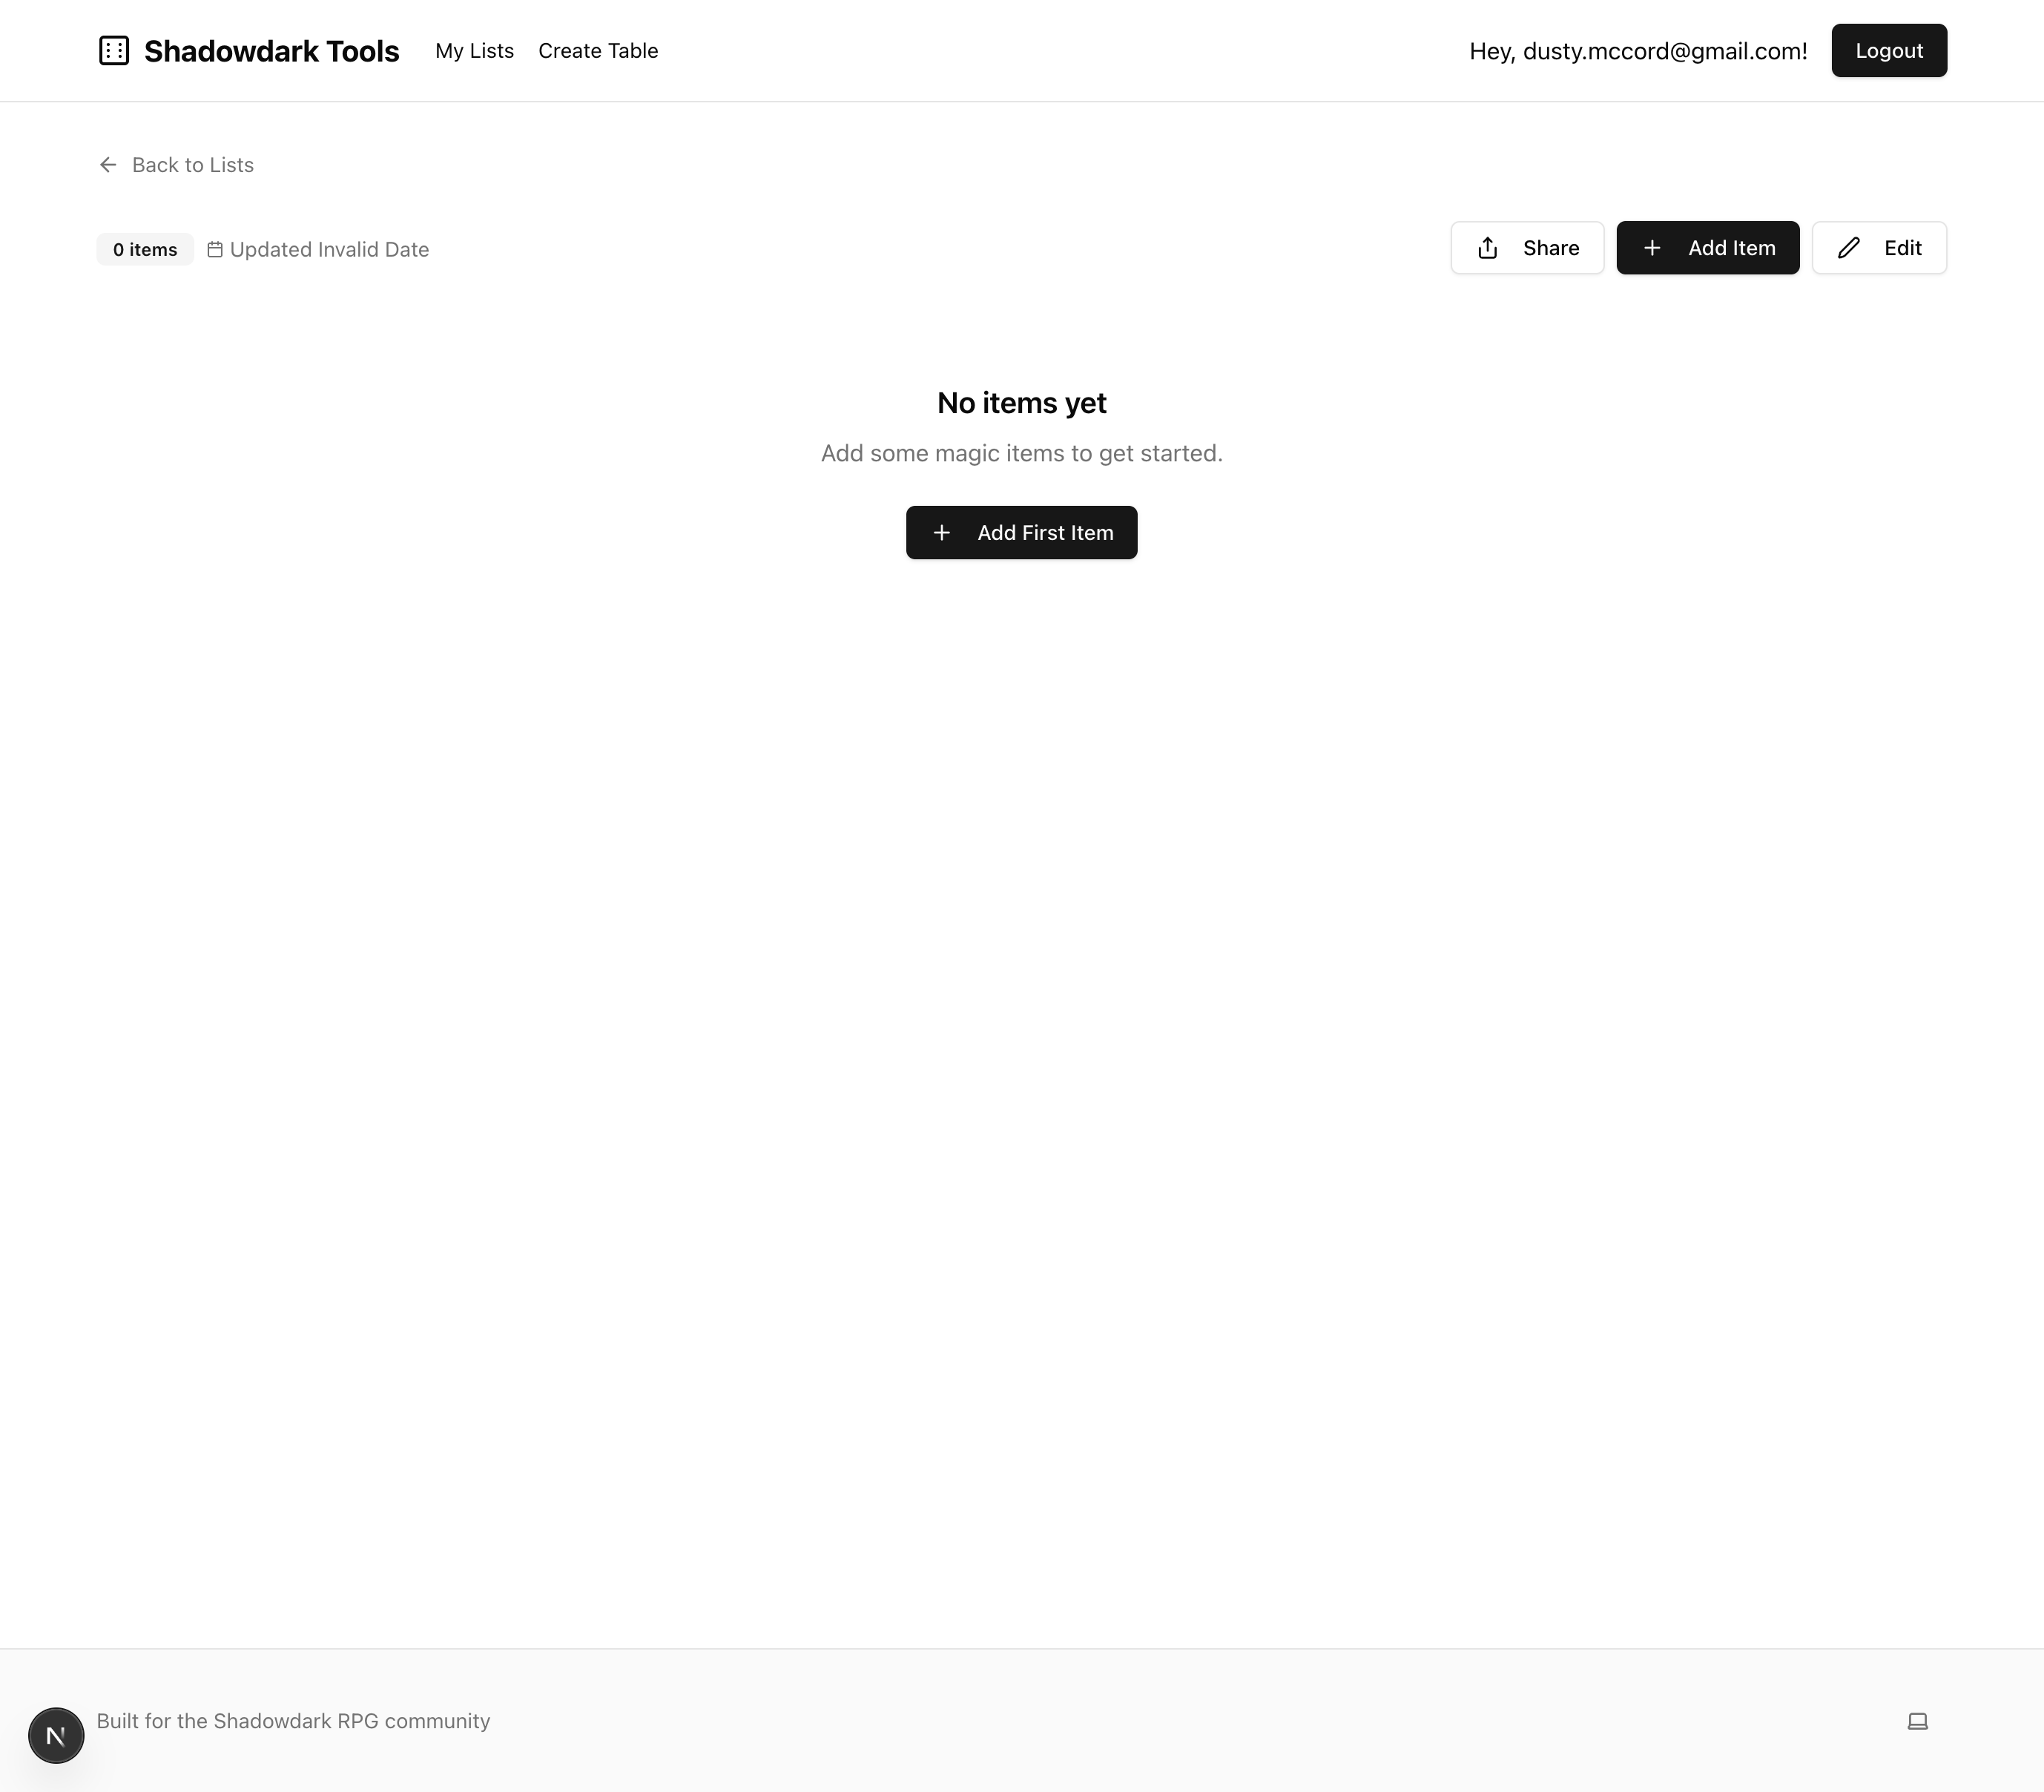 Shadowdark Tools My Lists Create Table Hey, dusty.mccord@gmail.com! Logout
Back to Lists
0 items Updated Invalid Date Share Add Item Edit
No items yet
Add some magic items to get started.
Add First Item
Built for the Shadowdark RPG community
N